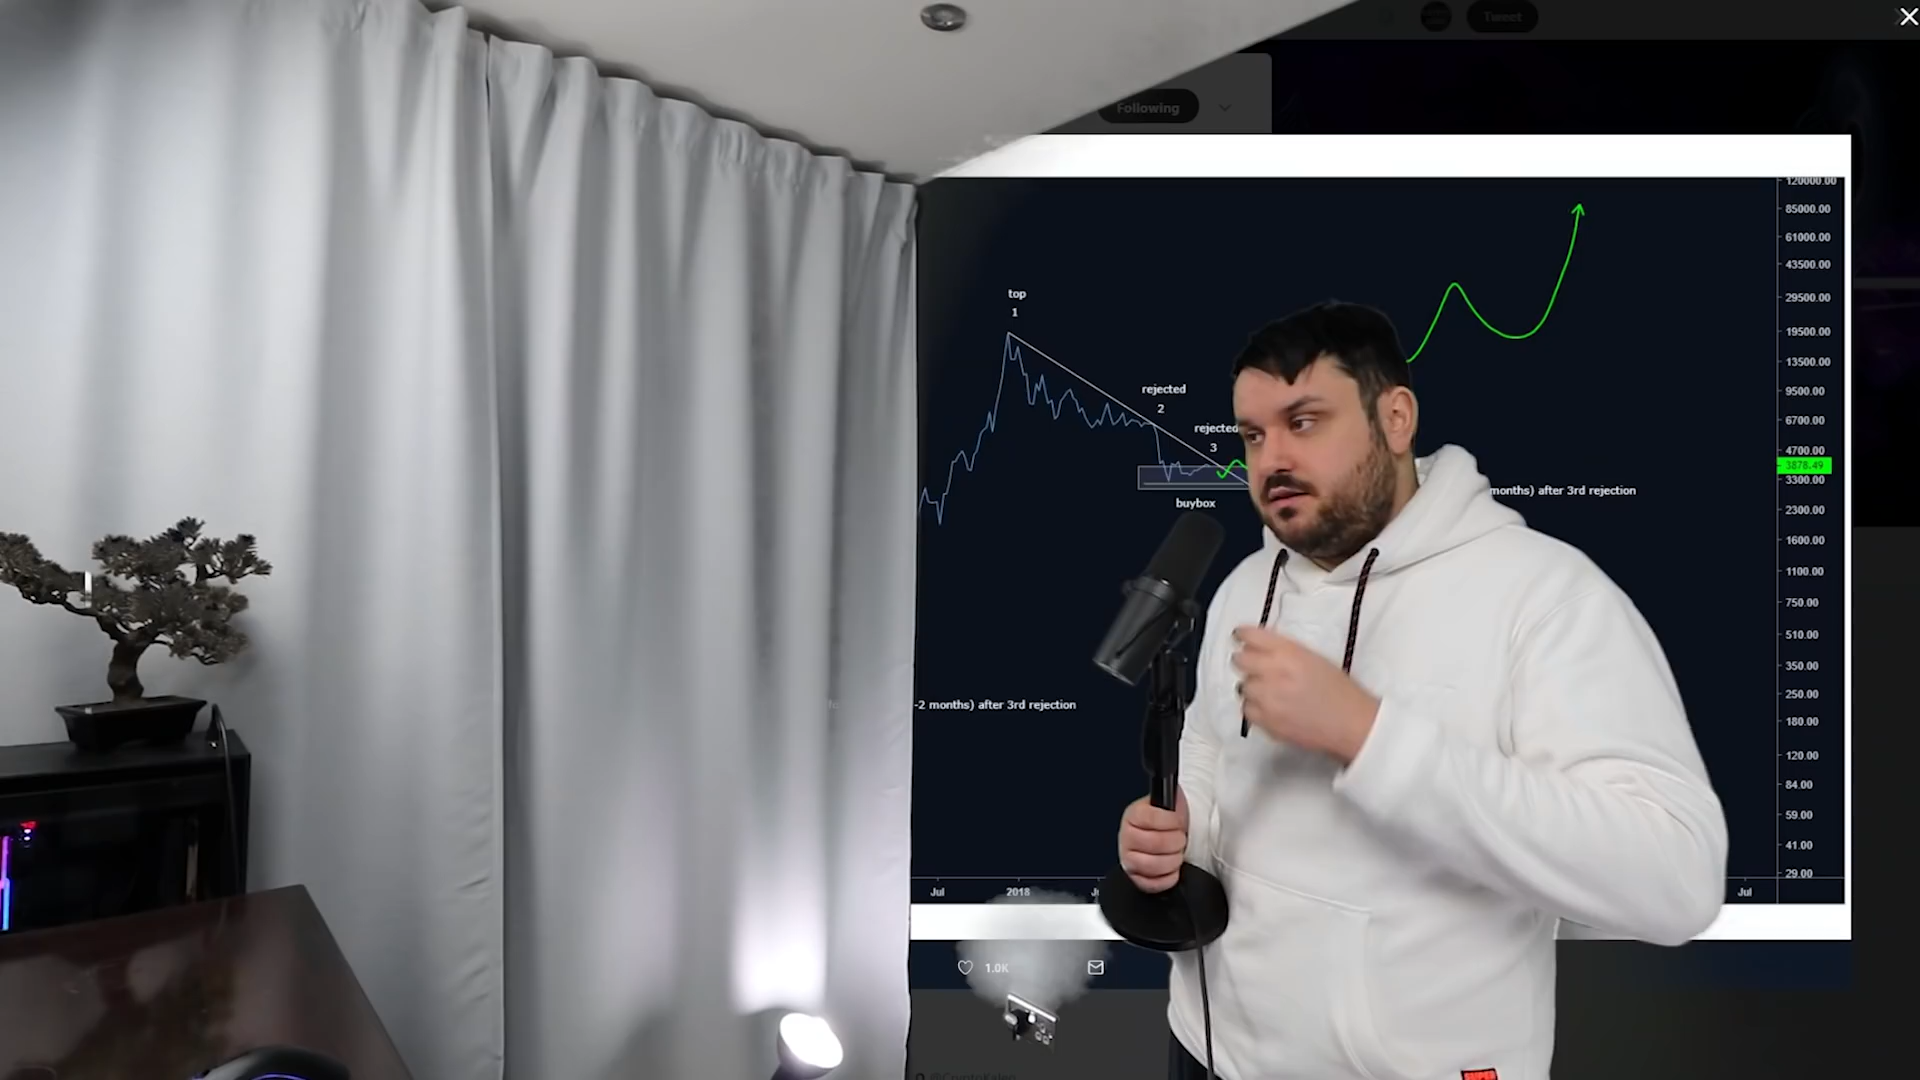 Tweet
Following
120000.00
85000.00
61000.00
43500.00
29500.00
19500.00
13500.00
9500.00
6700.00
4700.00
3878.49
3300.00
2300.00
1600.00
1100.00
750.00
510.00
350.00
250.00
180.00
120.00
84.00
59.00
41.00
29.00
top
1
rejected
2
rejected
3
buybox
months) after 3rd rejection
-2 months) after 3rd rejection
Jul
2018
Jul
1.0K
@CryptoKaleo
SUPER